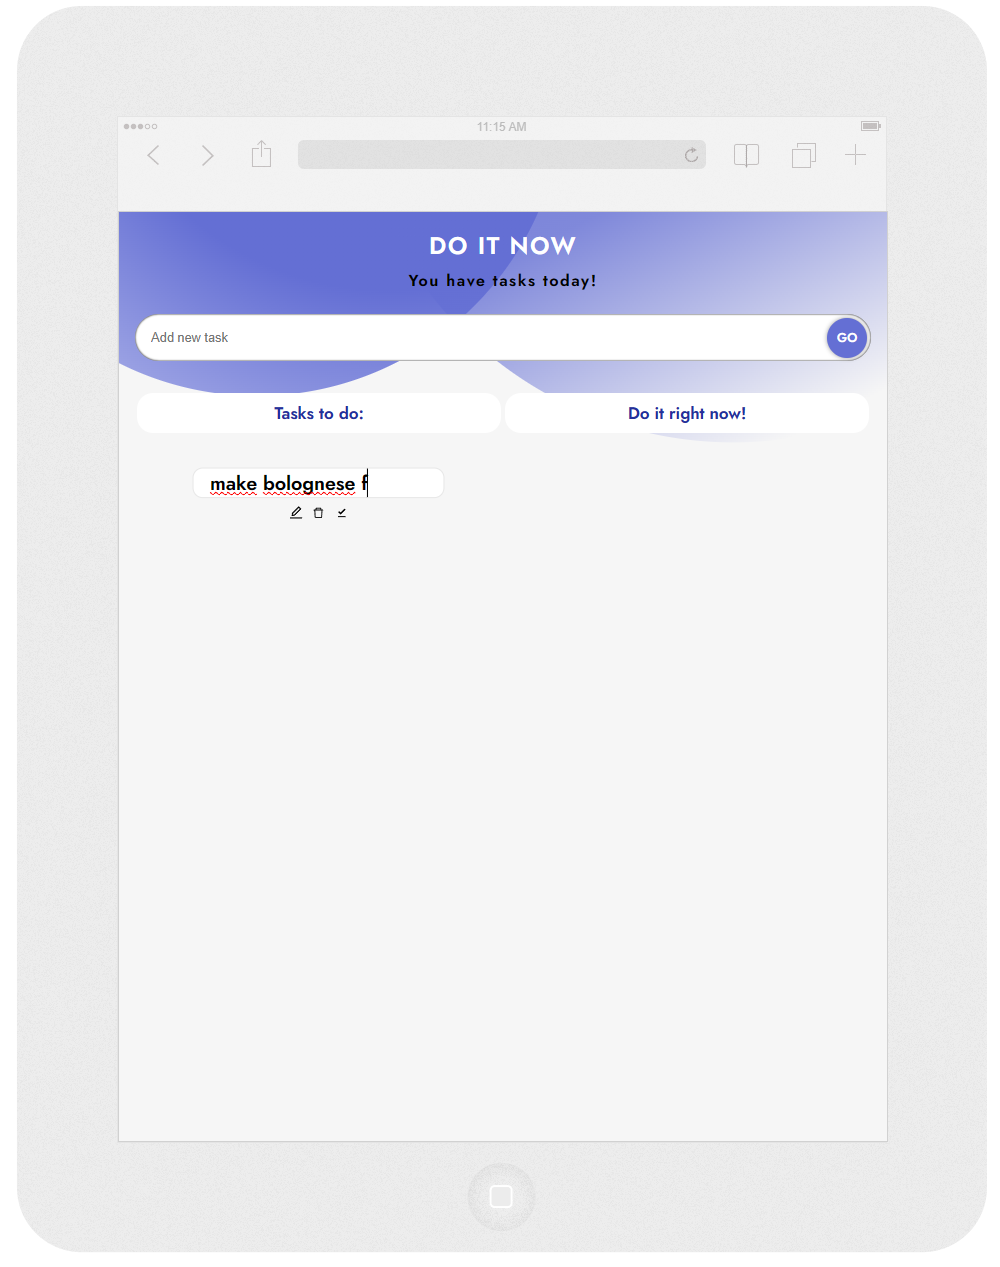 11:15 AM
DO IT NOW
You have tasks today!
Add new task
GO
Tasks to do:
Do it right now!
make bolognese f